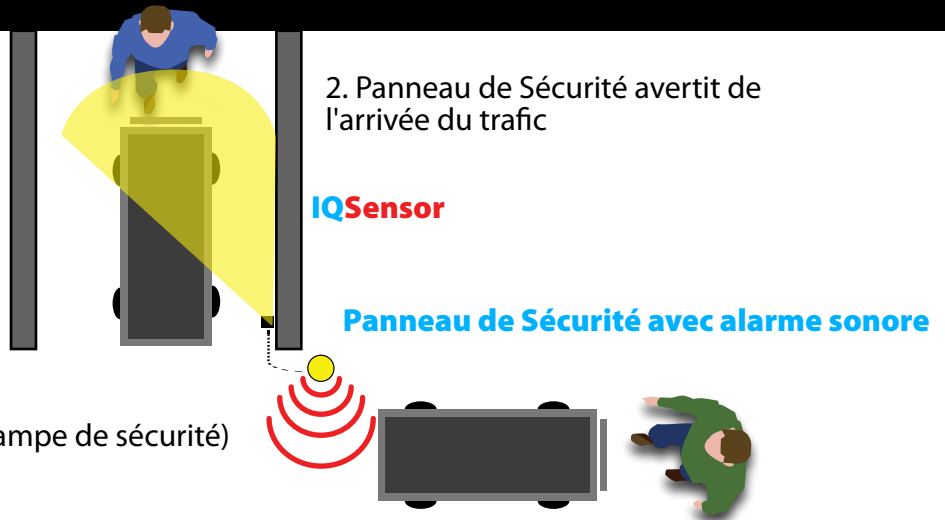 2. Panneau de Sécurité avertit de
l'arrivée du trafic
IQSensor
Panneau de Sécurité avec alarme sonore
ampe de sécurité)